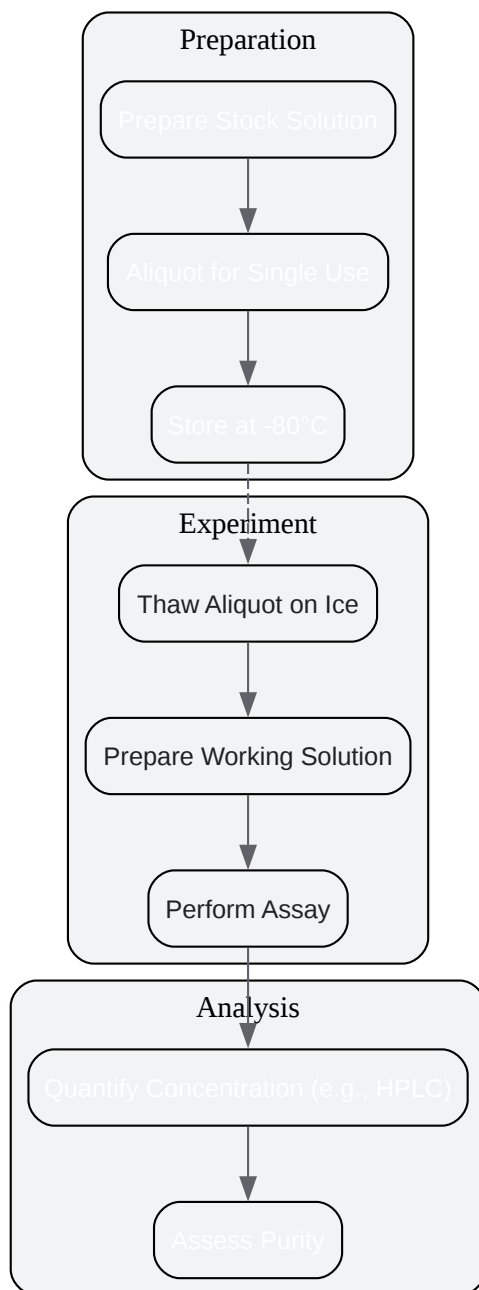 Preparation
Prepare Stock Solution
Aliquot for Single Use
Store at -80°C
Experiment
Thaw Aliquot on Ice
Prepare Working Solution
Perform Assay
Analysis
Quantify Concentration (e.g., HPLC)
Assess Purity